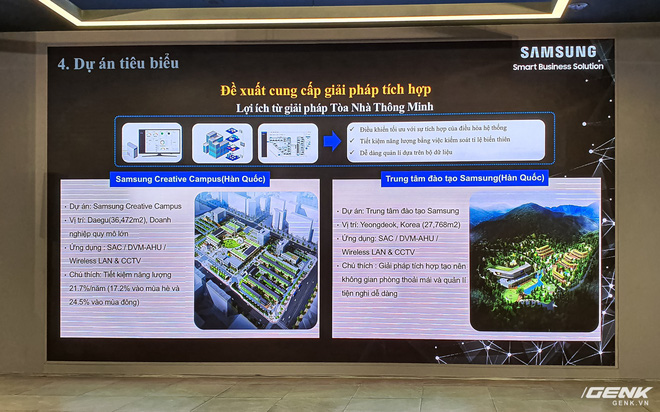 4. Dự án tiêu biểu
SAMSUNG
Smart Business Solution
Đề xuất cung cấp giải pháp tích hợp
Lợi ích từ giải pháp Tòa Nhà Thông Minh
✓ Điều khiển tối ưu với sự tích hợp của điều hòa hệ thống
✓ Tiết kiệm năng lượng bằng việc kiểm soát tỉ lệ biến thiên
✓ Dễ dàng quản lí dựa trên bộ dữ liệu
Samsung Creative Campus(Hàn Quốc)
• Dự án: Samsung Creative Campus
• Vị trí: Daegu(36,472m2), Doanh
nghiệp quy mô lớn
• Ứng dụng : SAC / DVM-AHU /
Wireless LAN & CCTV
• Chú thích: Tiết kiệm năng lượng
21.7%/năm (17.2% vào mùa hè và
24.5% vào mùa đông)
Trung tâm đào tạo Samsung(Hàn Quốc)
• Dự án: Trung tâm đào tạo Samsung
• Vị trí: Yeongdeok, Korea (27,768m2)
• Ứng dụng: SAC / DVM-AHU /
Wireless LAN & CCTV
• Chú thích : Giải pháp tích hợp tạo nên
không gian phòng thoải mái và quản lí
tiện nghi dễ dàng
GENK
GENK.VN